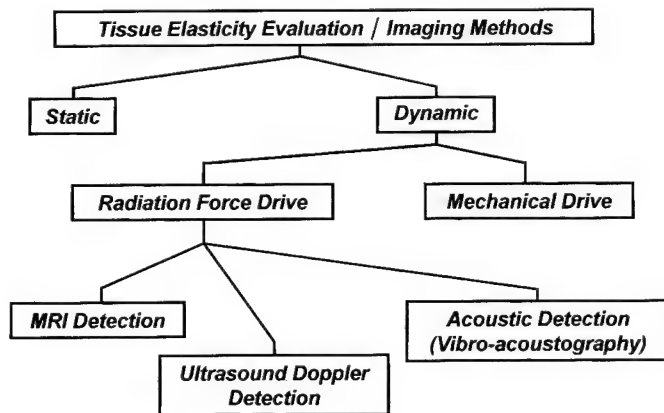 Tissue Elasticity Evaluation / Imaging Methods
Static
Dynamic
Radiation Force Drive
Mechanical Drive
MRI Detection
Ultrasound Doppler
Detection
Acoustic Detection
(Vibro-acoustography)